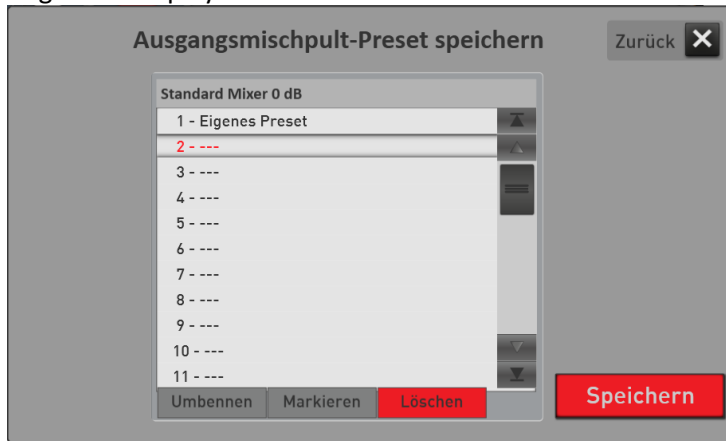 Ausgangsmischpult-Preset speichern
Zurück
Standard Mixer 0 dB
1 - Eigenes Preset
2 - ---
3 - ---
4 - ---
5 - ---
6 - ---
7 - ---
8 - ---
9 - ---
10 - ---
11 - ---
Umbennen Markieren Löschen
Speichern